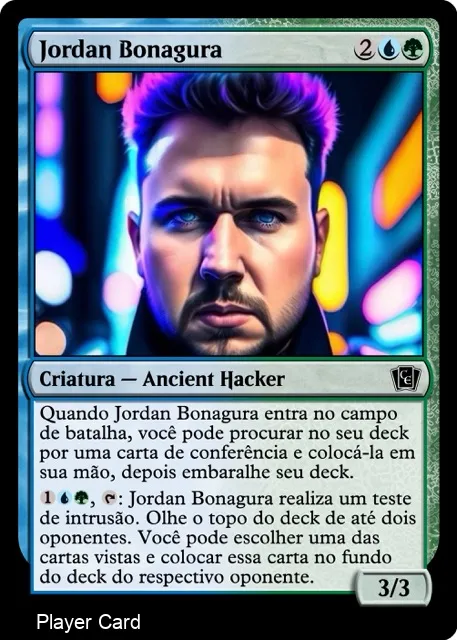 Jordan Bonagura 2
Criatura — Ancient Hacker CE
Quando Jordan Bonagura entra no campo
de batalha, você pode procurar no seu deck
por uma carta de conferência e colocá-la em
sua mão, depois embaralhe seu deck.
1, : Jordan Bonagura realiza um teste
de intrusão. Olhe o topo do deck de até dois
oponentes. Você pode escolher uma das
cartas vistas e colocar essa carta no fundo
do deck do respectivo oponente.
3/3
Player Card